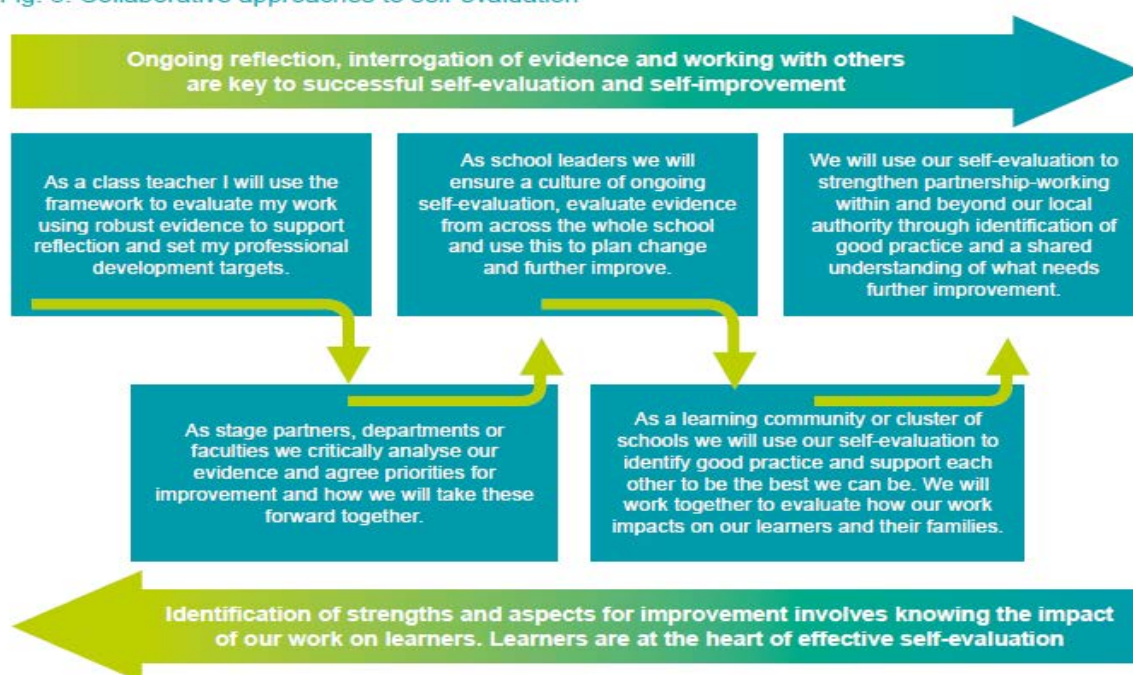 Collaborative approaches to self-evaluation
Ongoing reflection, interrogation of evidence and working with others
are key to successful self-evaluation and self-improvement
As a class teacher I will use the
framework to evaluate my work
using robust evidence to support
reflection and set my professional
development targets.
As stage partners, departments or
faculties we critically analyse our
evidence and agree priorities for
improvement and how we will take these
forward together.
As school leaders we will
ensure a culture of ongoing
self-evaluation, evaluate evidence
from across the whole school
and use this to plan change
and further improve.
As a learning community or cluster of
schools we will use our self-evaluation to
identify good practice and support each
other to be the best we can be. We will
work together to evaluate how our work
impacts on our learners and their families.
We will use our self-evaluation to
strengthen partnership-working
within and beyond our local
authority through identification of
good practice and a shared
understanding of what needs
further improvement.
Identification of strengths and aspects for improvement involves knowing the impact
of our work on learners. Learners are at the heart of effective self-evaluation